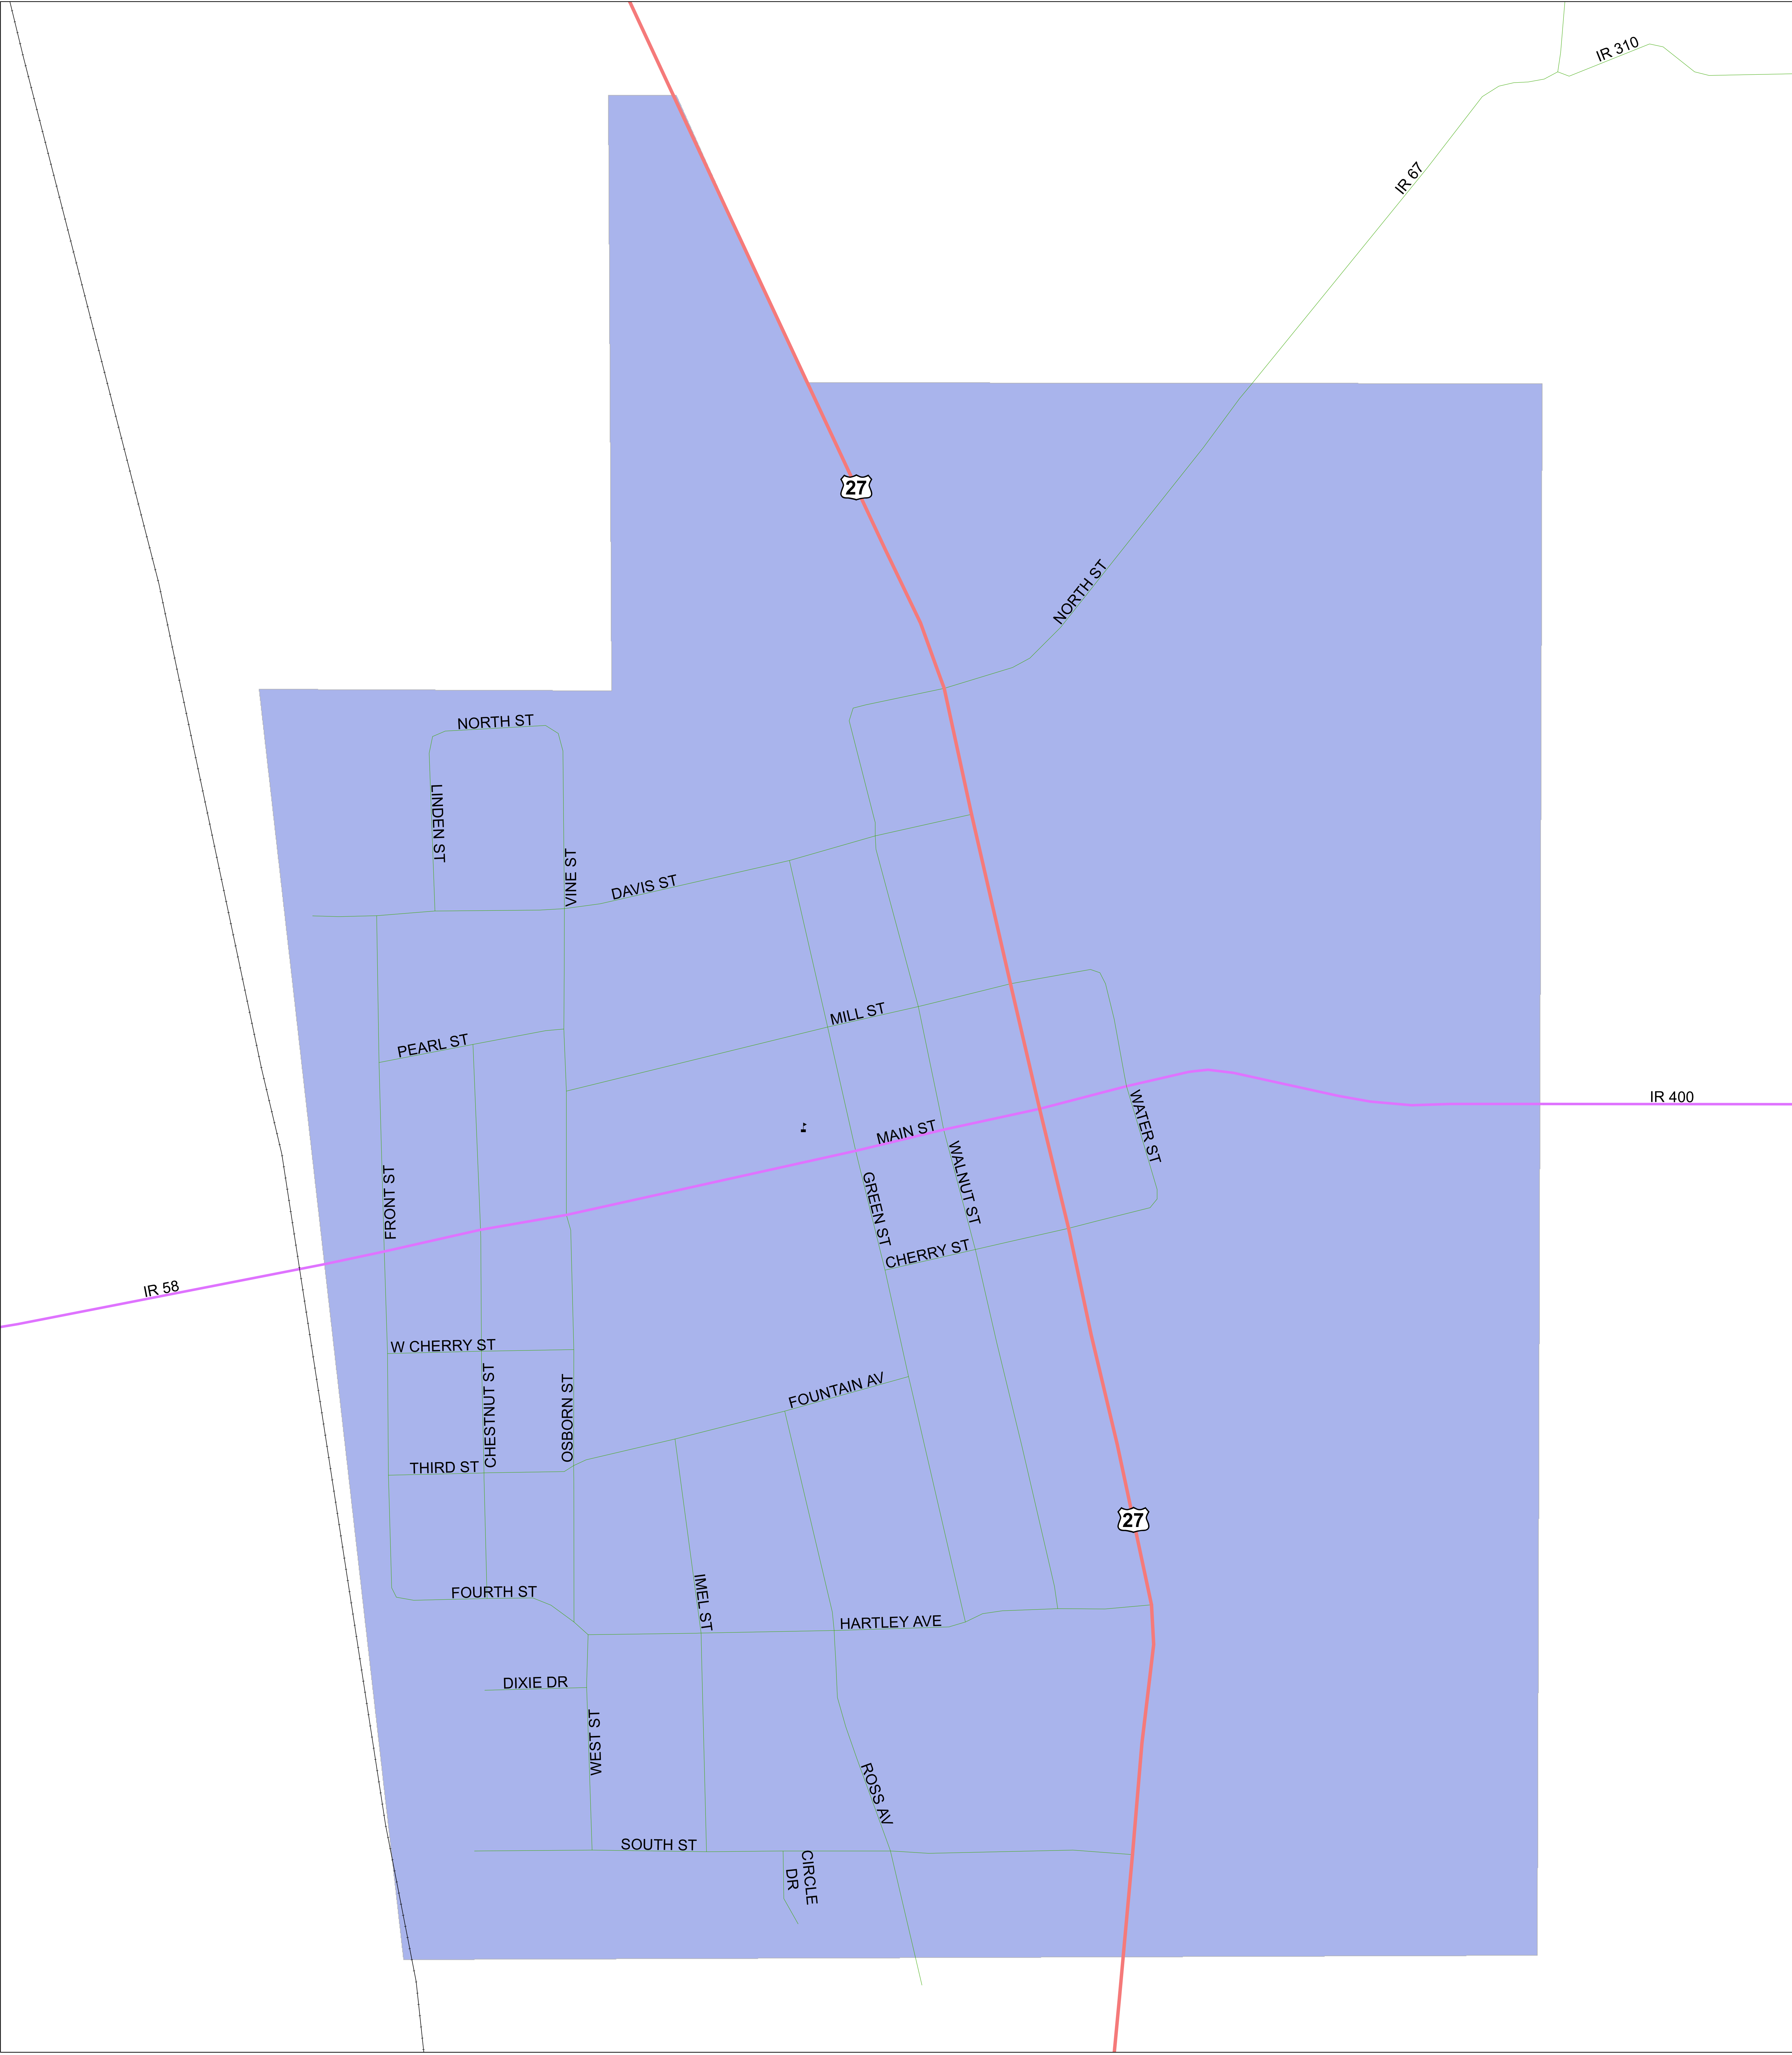 IR 310
IR 67
27
NORTH ST
NORTH ST
LINDEN ST
VINE ST
DAVIS ST
MILL ST
PEARL ST
IR 400
WATER ST
MAIN ST
WALNUT ST
FRONT ST
GREEN ST
CHERRY ST
IR 58
W CHERRY ST
CHESTNUT ST
OSBORN ST
FOUNTAIN AV
THIRD ST
27
FOURTH ST
IMEL ST
HARTLEY AVE
DIXIE DR
WEST ST
ROSS AV
SOUTH ST
CIRCLE
DR